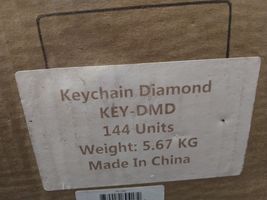 Keychain Diamond
KEY-DMD
144 Units
Weight: 5.67 KG
Made In China